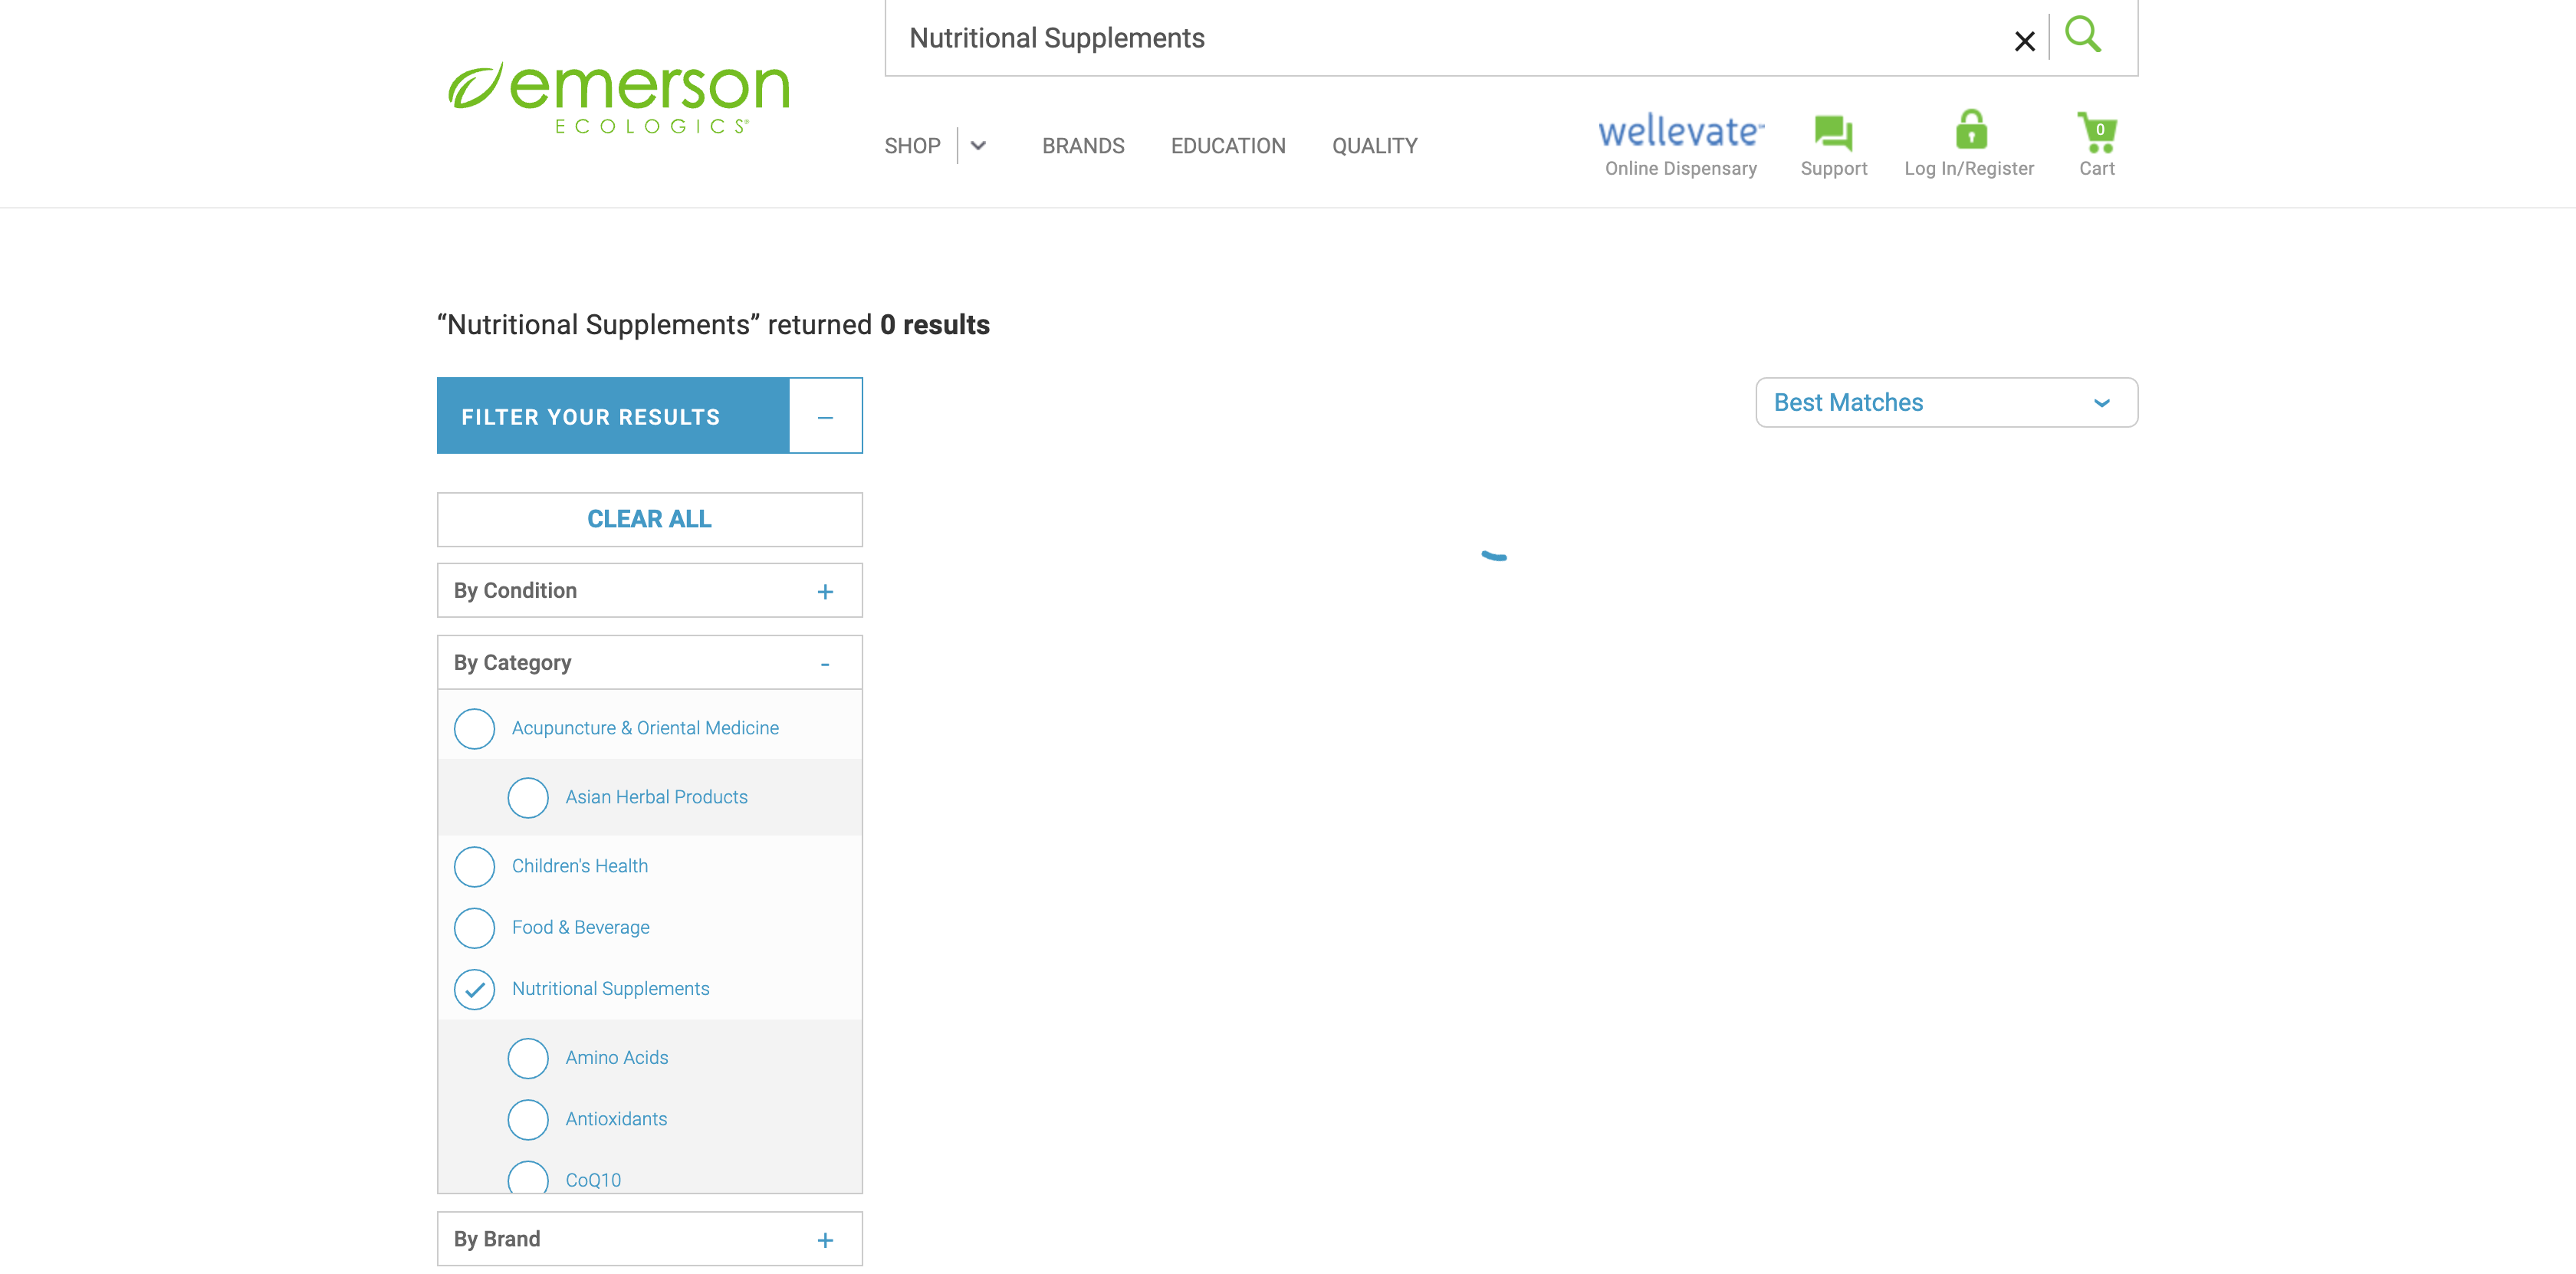 Nutritional Supplements
emerson
ECOLOGICS®
SHOP
BRANDS
EDUCATION
QUALITY
wellevate℠
Online Dispensary
Support
Log In/Register
0
Cart
“Nutritional Supplements” returned 0 results
FILTER YOUR RESULTS
Best Matches
CLEAR ALL
By Condition
By Category
Acupuncture & Oriental Medicine
Asian Herbal Products
Children's Health
Food & Beverage
Nutritional Supplements
Amino Acids
Antioxidants
CoQ10
By Brand